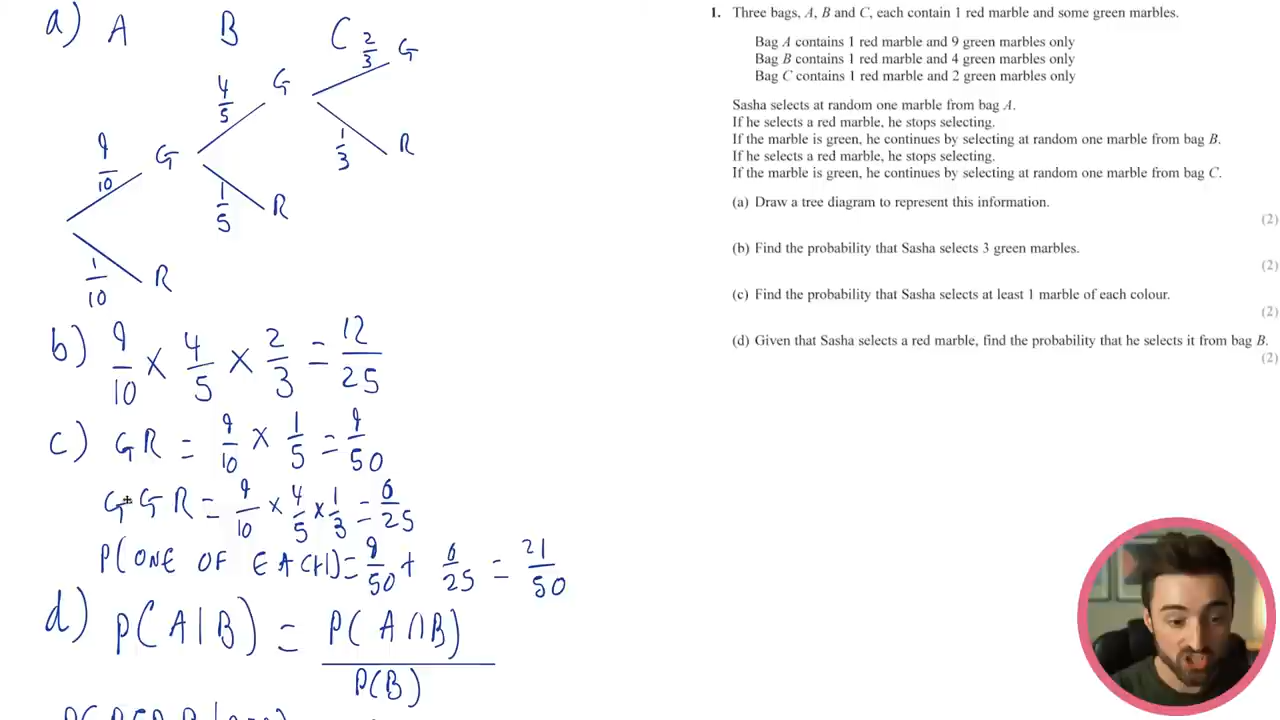 a) A B C
2/3 G
4/5 G
9/10 G
1/3 R
1/5 R
1/10 R
b) 9/10 × 4/5 × 2/3 = 12/25
c) GR = 9/10 × 1/5 = 9/50
GGR = 9/10 × 4/5 × 1/3 = 6/25
P(ONE OF EACH) = 9/50 + 6/25 = 21/50
d) P(A|B) = P(A∩B)/P(B)
1. Three bags, A, B and C, each contain 1 red marble and some green marbles.
Bag A contains 1 red marble and 9 green marbles only
Bag B contains 1 red marble and 4 green marbles only
Bag C contains 1 red marble and 2 green marbles only
Sasha selects at random one marble from bag A.
If he selects a red marble, he stops selecting.
If the marble is green, he continues by selecting at random one marble from bag B.
If he selects a red marble, he stops selecting.
If the marble is green, he continues by selecting at random one marble from bag C.
(a) Draw a tree diagram to represent this information.
(2)
(b) Find the probability that Sasha selects 3 green marbles.
(2)
(c) Find the probability that Sasha selects at least 1 marble of each colour.
(2)
(d) Given that Sasha selects a red marble, find the probability that he selects it from bag B.
(2)